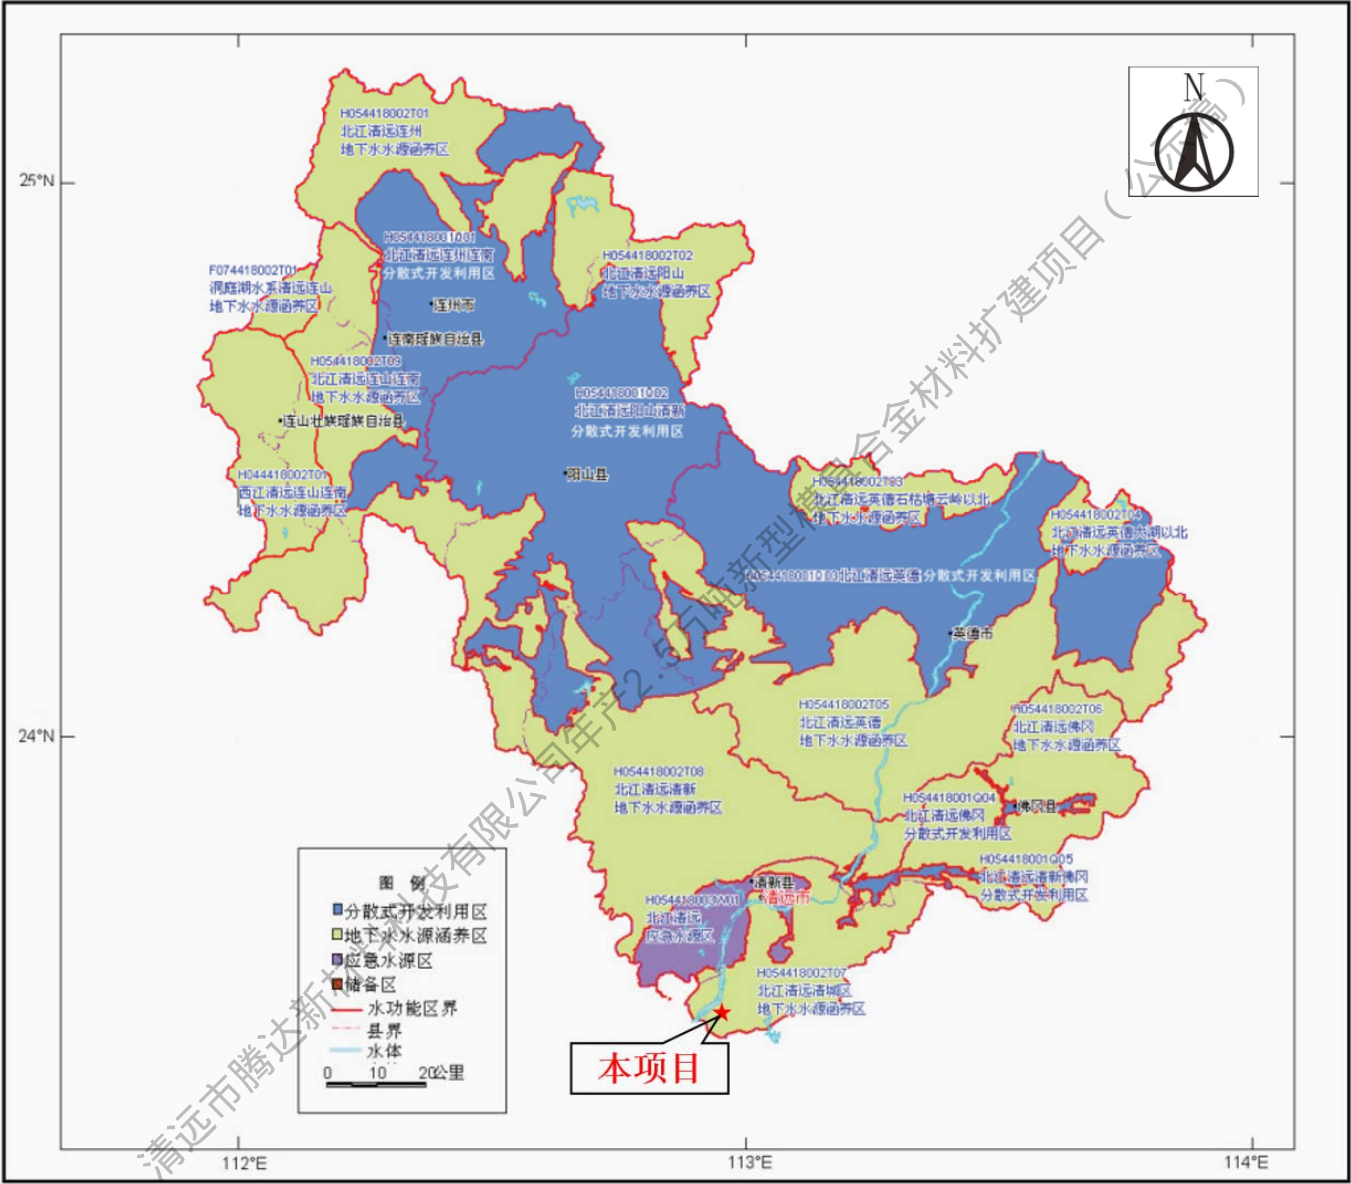 N
25°N
24°N
112°E
113°E
114°E
H054418002T01
北江清远连州
地下水水源涵养区
H054418001Q01
北江清远连州连南
分散式开发利用区
F074418002T01
洞庭湖水系清远连山
地下水水源涵养区
H054418002T02
北江清远阳山
地下水水源涵养区
连州市
连南瑶族自治县
H054418002T09
北江清远连山连南
地下水水源涵养区
连山壮族瑶族自治县
H054418001Q02
北江清远阳山清新
分散式开发利用区
阳山县
H044418002T01
西江清远连山连南
地下水水源涵养区
H054418002T03
北江清远英德石牯塘云岭以北
地下水水源涵养区
H054418002T04
北江清远英德大湖以北
地下水水源涵养区
H054418001Q03北江清远英德分散式开发利用区
英德市
H054418002T05
北江清远英德
地下水水源涵养区
H054418002T06
北江清远佛冈
地下水水源涵养区
H054418002T08
北江清远清新
地下水水源涵养区
H054418001Q04
北江清远佛冈
分散式开发利用区
佛冈县
H054418001Q05
北江清远清新佛冈
分散式开发利用区
清新县
清远市
H054418003W01
北江清远
应急水源区
H054418002T07
北江清远清城区
地下水水源涵养区
本项目
图 例
分散式开发利用区
地下水水源涵养区
应急水源区
储备区
水功能区界
县界
水体
0 10 20公里
清远市腾达新材料科技有限公司年产2.5万吨新型模具合金材料扩建项目（公示稿）